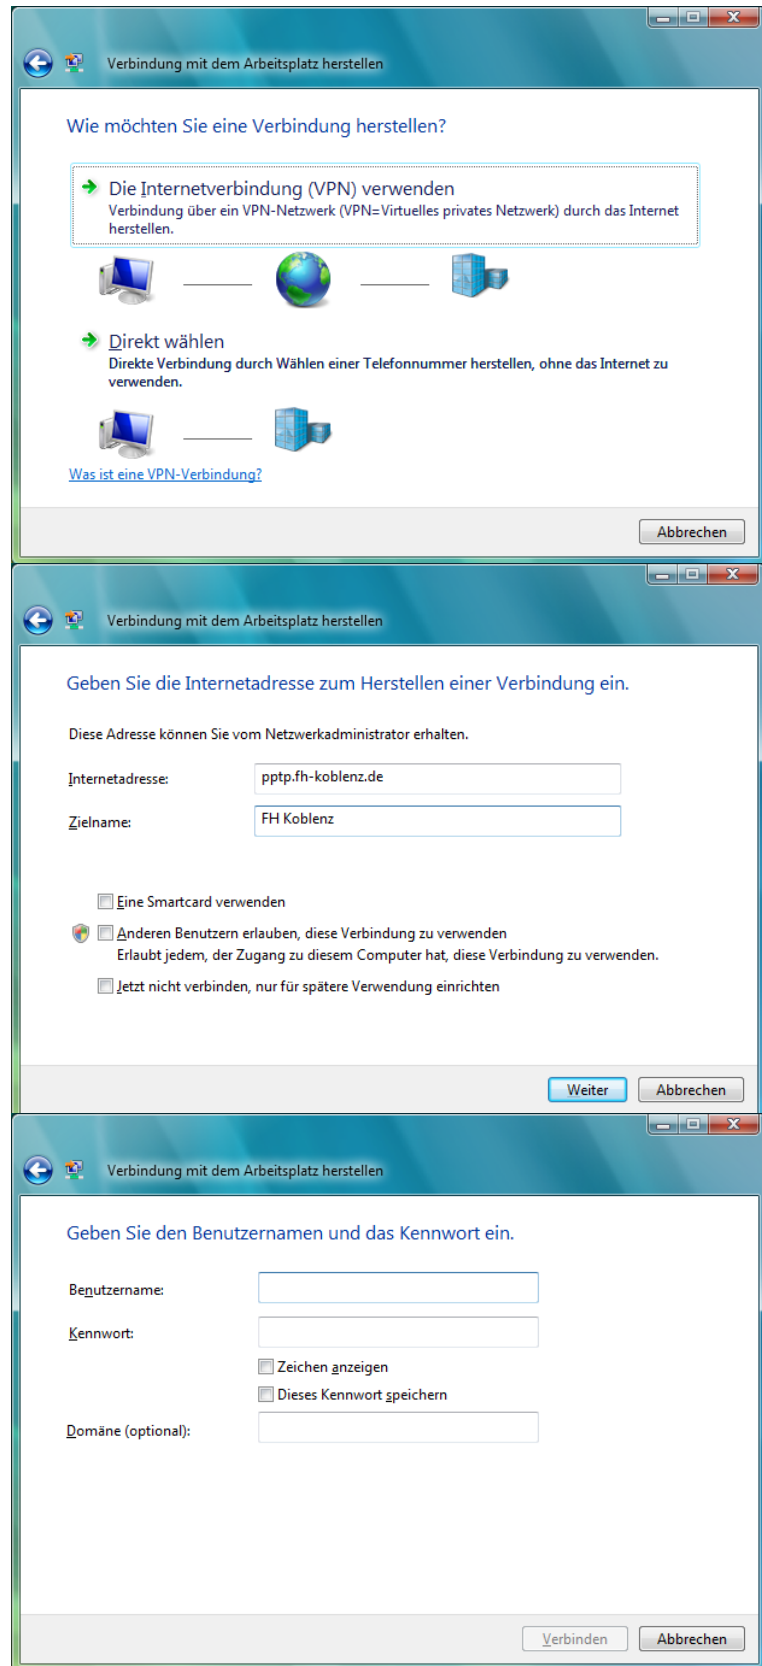 Verbindung mit dem Arbeitsplatz herstellen
Wie möchten Sie eine Verbindung herstellen?
Die Internetverbindung (VPN) verwenden
Verbindung über ein VPN-Netzwerk (VPN=Virtuelles privates Netzwerk) durch das Internet
herstellen.
Direkt wählen
Direkte Verbindung durch Wählen einer Telefonnummer herstellen, ohne das Internet zu
verwenden.
Was ist eine VPN-Verbindung?
Abbrechen
Verbindung mit dem Arbeitsplatz herstellen
Geben Sie die Internetadresse zum Herstellen einer Verbindung ein.
Diese Adresse können Sie vom Netzwerkadministrator erhalten.
Internetadresse: pptp.fh-koblenz.de
Zielname: FH Koblenz
Eine Smartcard verwenden
Anderen Benutzern erlauben, diese Verbindung zu verwenden
Erlaubt jedem, der Zugang zu diesem Computer hat, diese Verbindung zu verwenden.
Jetzt nicht verbinden, nur für spätere Verwendung einrichten
Weiter Abbrechen
Verbindung mit dem Arbeitsplatz herstellen
Geben Sie den Benutzernamen und das Kennwort ein.
Benutzername:
Kennwort:
Zeichen anzeigen
Dieses Kennwort speichern
Domäne (optional):
Verbinden Abbrechen